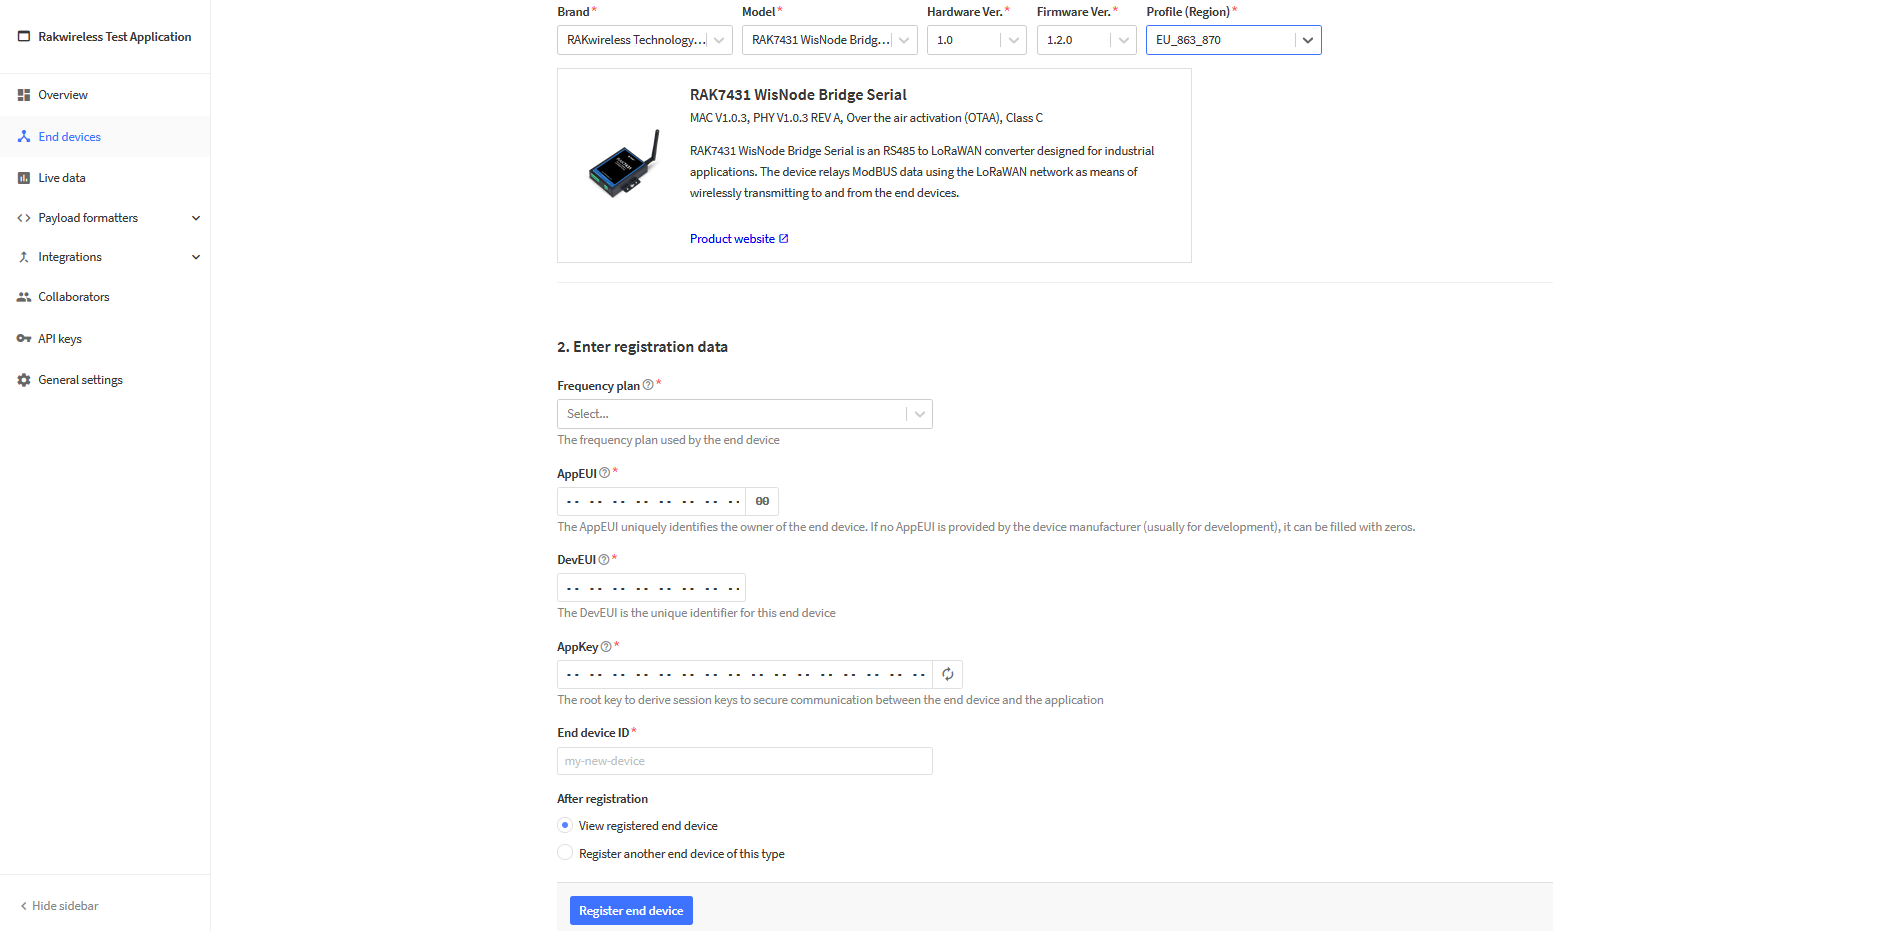 Rakwireless Test Application
Overview
End devices
Live data
Payload formatters
Integrations
Collaborators
API keys
General settings
Hide sidebar
Brand* Model* Hardware Ver.* Firmware Ver.* Profile (Region)*
RAKwireless Technology... RAK7431 WisNode Bridg... 1.0 1.2.0 EU_863_870
RAK7431 WisNode Bridge Serial
MAC V1.0.3, PHY V1.0.3 REV A, Over the air activation (OTAA), Class C
RAK7431 WisNode Bridge Serial is an RS485 to LoRaWAN converter designed for industrial
applications. The device relays ModBUS data using the LoRaWAN network as means of
wirelessly transmitting to and from the end devices.
Product website
2. Enter registration data
Frequency plan *
Select...
The frequency plan used by the end device
AppEUI *
·· ·· ·· ·· ·· ·· ·· ·· 00
The AppEUI uniquely identifies the owner of the end device. If no AppEUI is provided by the device manufacturer (usually for development), it can be filled with zeros.
DevEUI *
·· ·· ·· ·· ·· ·· ·· ··
The DevEUI is the unique identifier for this end device
AppKey *
·· ·· ·· ·· ·· ·· ·· ·· ·· ·· ·· ·· ·· ·· ·· ··
The root key to derive session keys to secure communication between the end device and the application
End device ID*
my-new-device
After registration
View registered end device
Register another end device of this type
Register end device